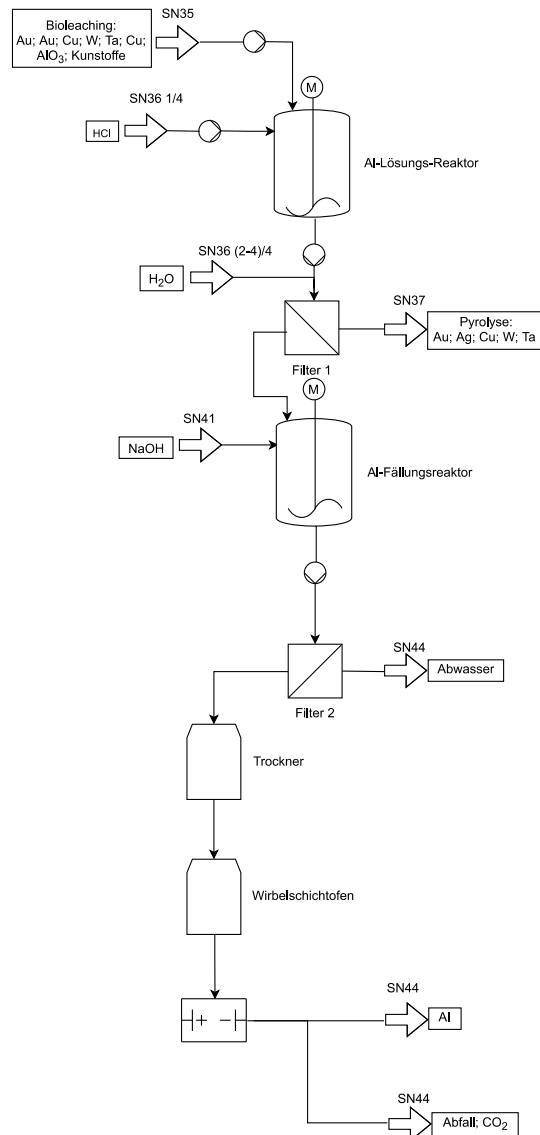 SN35
Bioleaching:
Au; Au; Cu; W; Ta; Cu;
AlO3; Kunstoffe
M
SN36 1/4
HCl
Al-Lösungs-Reaktor
SN36 (2-4)/4
H2O
SN37
Pyrolyse:
Au; Ag; Cu; W; Ta
Filter 1
M
SN41
NaOH
Al-Fällungsreaktor
SN44
Abwasser
Filter 2
Trockner
Wirbelschichtofen
SN44
Al
+ −
SN44
Abfall; CO2